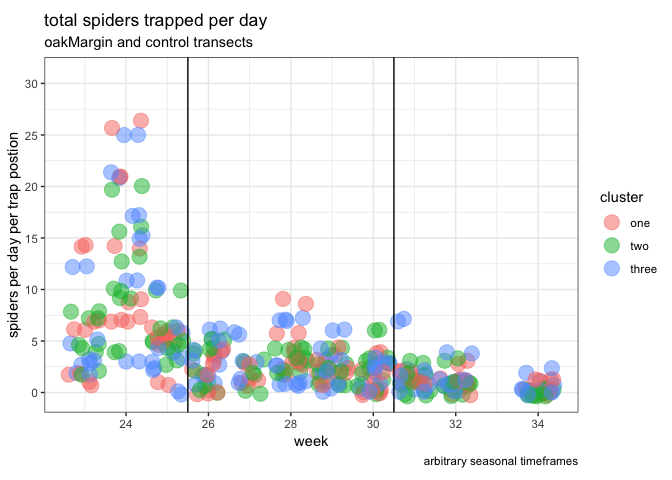 total spiders trapped per day
oakMargin and control transects
spiders per day per trap postion
30
25
20
15
10
5
0
24
26
28
30
32
34
week
cluster
one
two
three
arbitrary seasonal timeframes